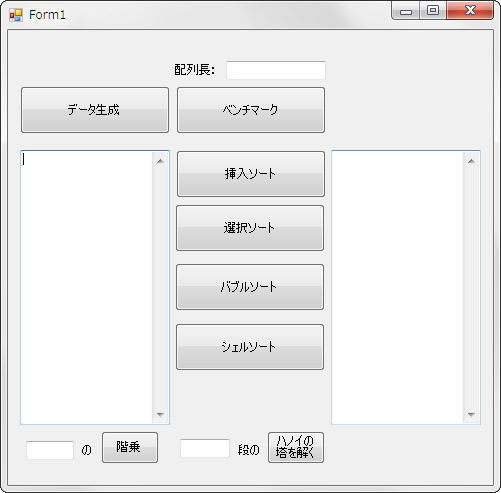 Form1
配列長:
データ生成
ベンチマーク
挿入ソート
選択ソート
バブルソート
シェルソート
の
階乗
段の
ハノイの
塔を解く